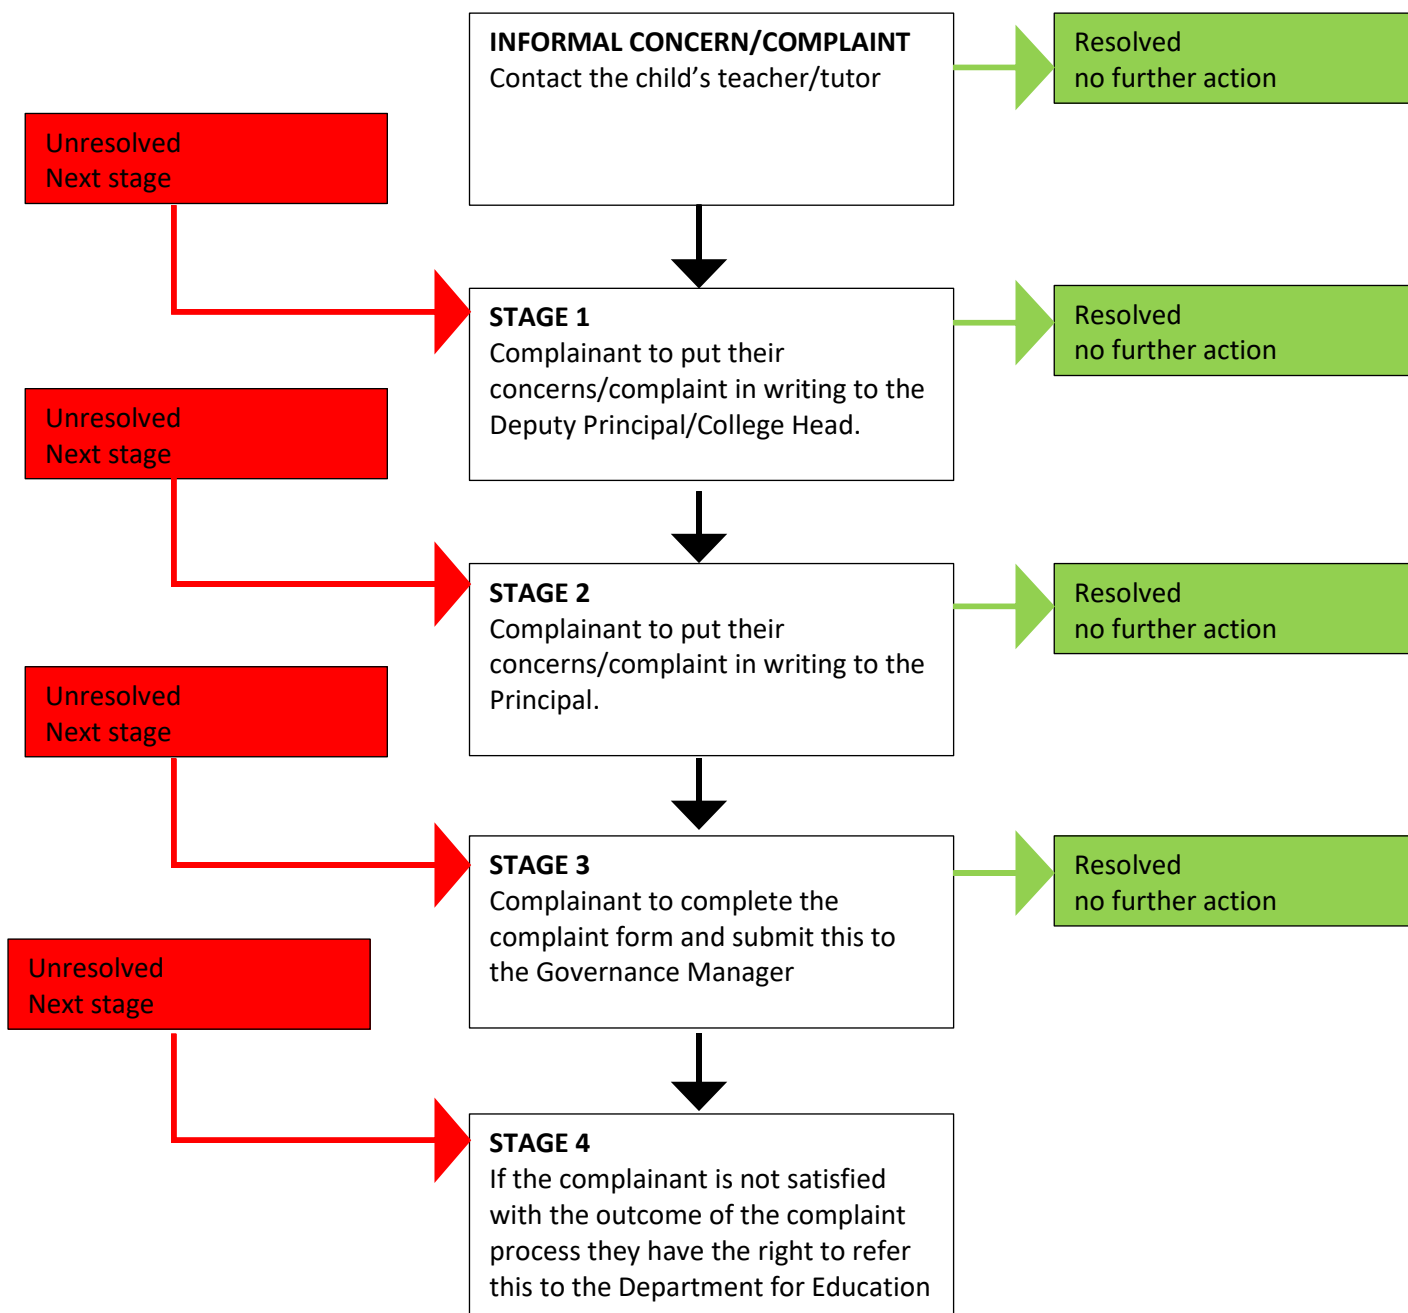 INFORMAL CONCERN/COMPLAINT
Contact the child’s teacher/tutor
Resolved
no further action
Unresolved
Next stage
STAGE 1
Complainant to put their
concerns/complaint in writing to the
Deputy Principal/College Head.
Resolved
no further action
Unresolved
Next stage
STAGE 2
Complainant to put their
concerns/complaint in writing to the
Principal.
Resolved
no further action
Unresolved
Next stage
STAGE 3
Complainant to complete the
complaint form and submit this to
the Governance Manager
Resolved
no further action
Unresolved
Next stage
STAGE 4
If the complainant is not satisfied
with the outcome of the complaint
process they have the right to refer
this to the Department for Education